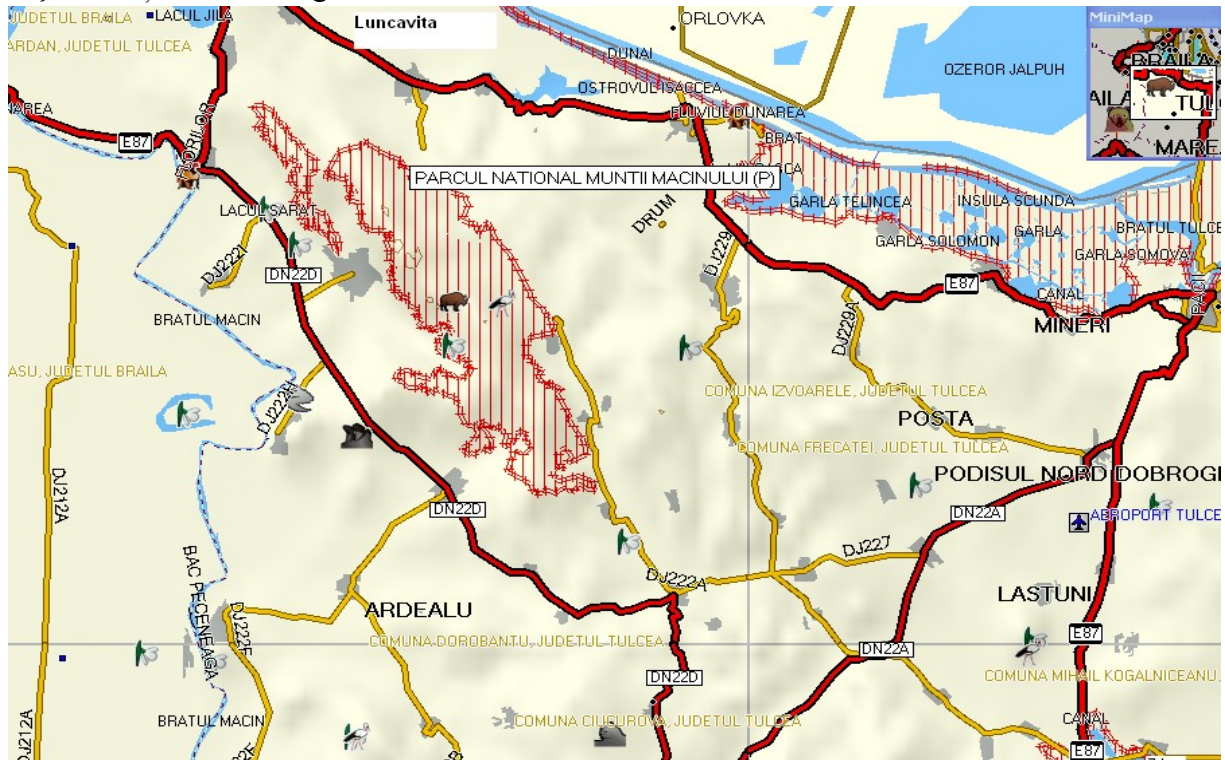 JUDETUL BRAILA
LACUL JILA
Luncavita
ORLOVKA
MiniMap
ARDAN, JUDETUL TULCEA
DUNAI
OZEROR JALPUH
BRAILA
OSTROVUL ISACCEA
AILA
TUL
NAREA
FLUVIUL DUNAREA
E87
BRAT
MARE
PARCUL NATIONAL MUNTII MACINULUI (P)
LACUL SARAT
DRUM
GARLA TELINCEA
INSULA SCUNDA
GARLA
BRATUL TULCE
DJ222I
DN22D
DJ229
GARLA SOLOMON
GARLA SOMOVA
E87
CANAL
BRATUL MACIN
DJ229A
MINERI
ASU, JUDETUL BRAILA
DJ222H
COMUNA IZVOARELE, JUDETUL TULCEA
POSTA
COMUNA FRECATEI, JUDETUL TULCEA
PODISUL NORD DOBROGI
DJ212A
DN22D
DN22A
AEROPORT TULCE
BAC PECENEAGA
DJ227
DJ222A
ARDEALU
LASTUNI
DJ222F
COMUNA DOROBANTU, JUDETUL TULCEA
E87
DN22A
DN22D
COMUNA MIHAIL KOGALNICEANU,
BRATUL MACIN
COMUNA CIUCUROVA, JUDETUL TULCEA
CANAL
DJ212A
E87